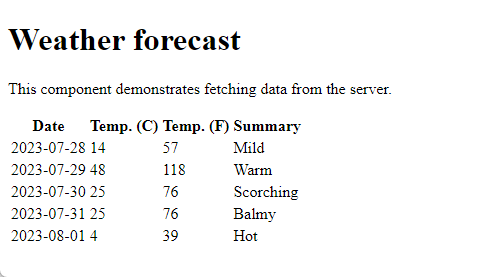 Weather forecast
This component demonstrates fetching data from the server.
Date Temp. (C) Temp. (F) Summary
2023-07-28 14 57 Mild
2023-07-29 48 118 Warm
2023-07-30 25 76 Scorching
2023-07-31 25 76 Balmy
2023-08-01 4 39 Hot